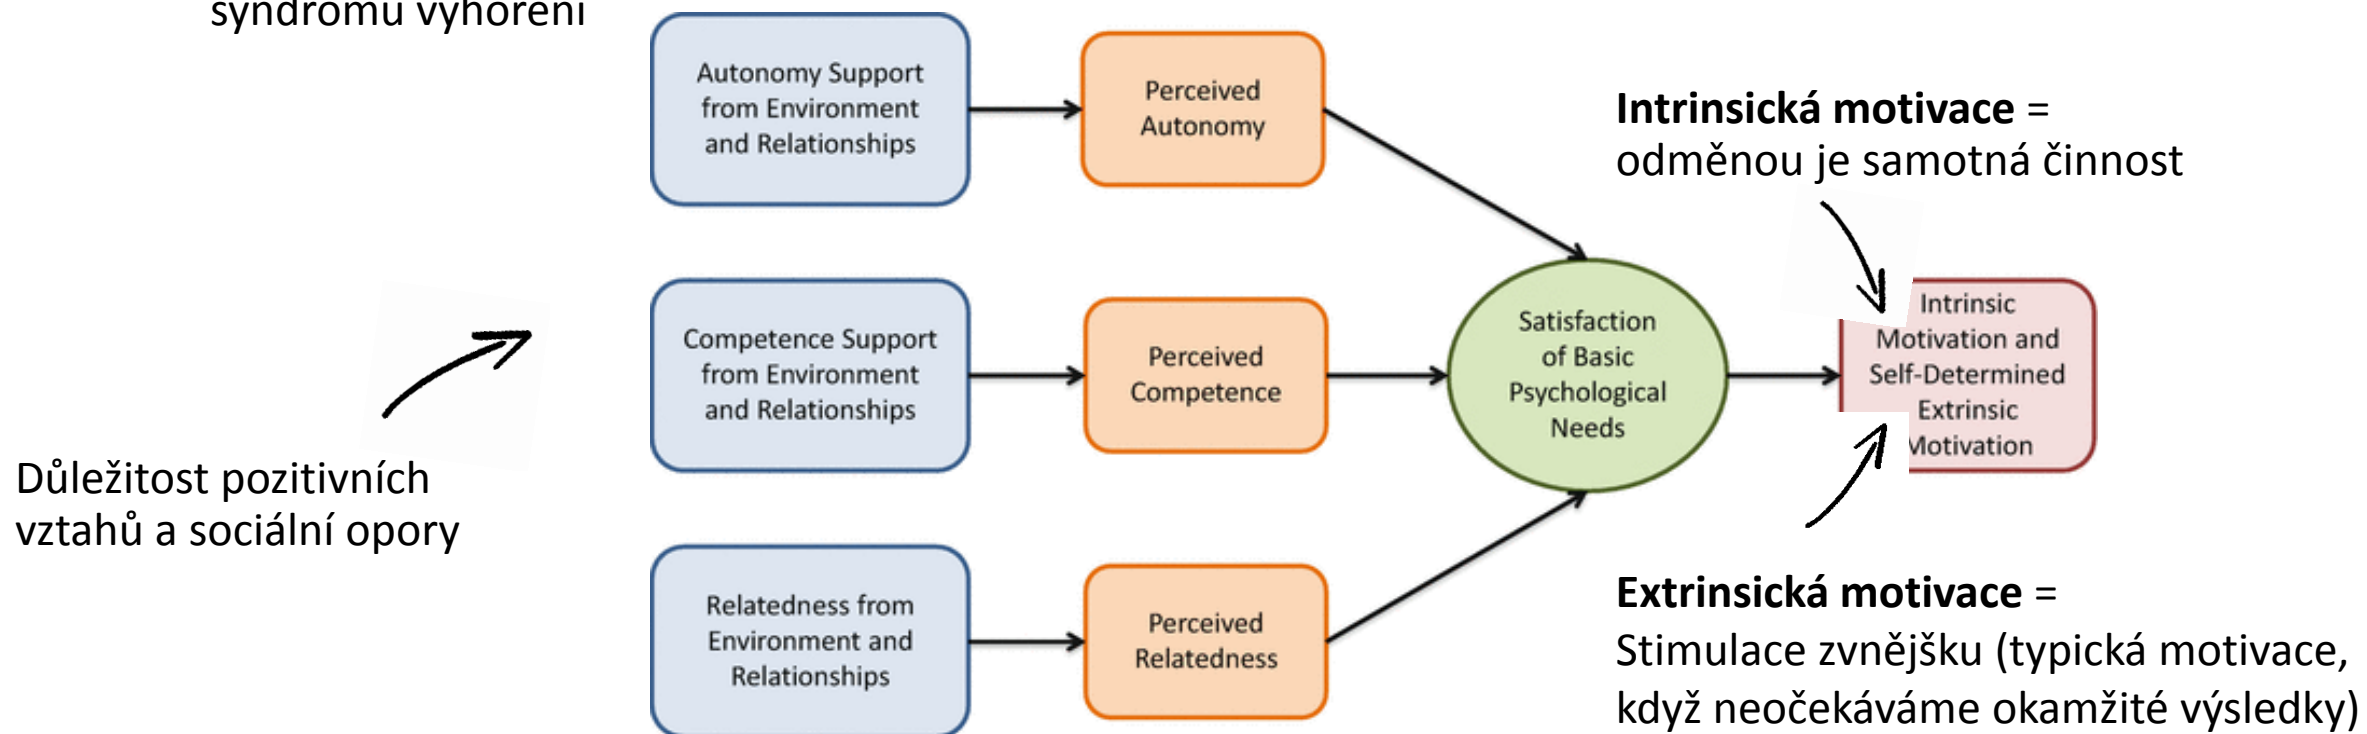 syndromu vyhoření
Autonomy Support
from Environment
and Relationships
Perceived
Autonomy
Intrinsická motivace =
odměnou je samotná činnost
Competence Support
from Environment
and Relationships
Perceived
Competence
Satisfaction
of Basic
Psychological
Needs
Intrinsic
Motivation and
Self-Determined
Extrinsic
Motivation
Důležitost pozitivních
vztahů a sociální opory
Relatedness from
Environment and
Relationships
Perceived
Relatedness
Extrinsická motivace =
Stimulace zvnějšku (typická motivace,
když neočekáváme okamžité výsledky)